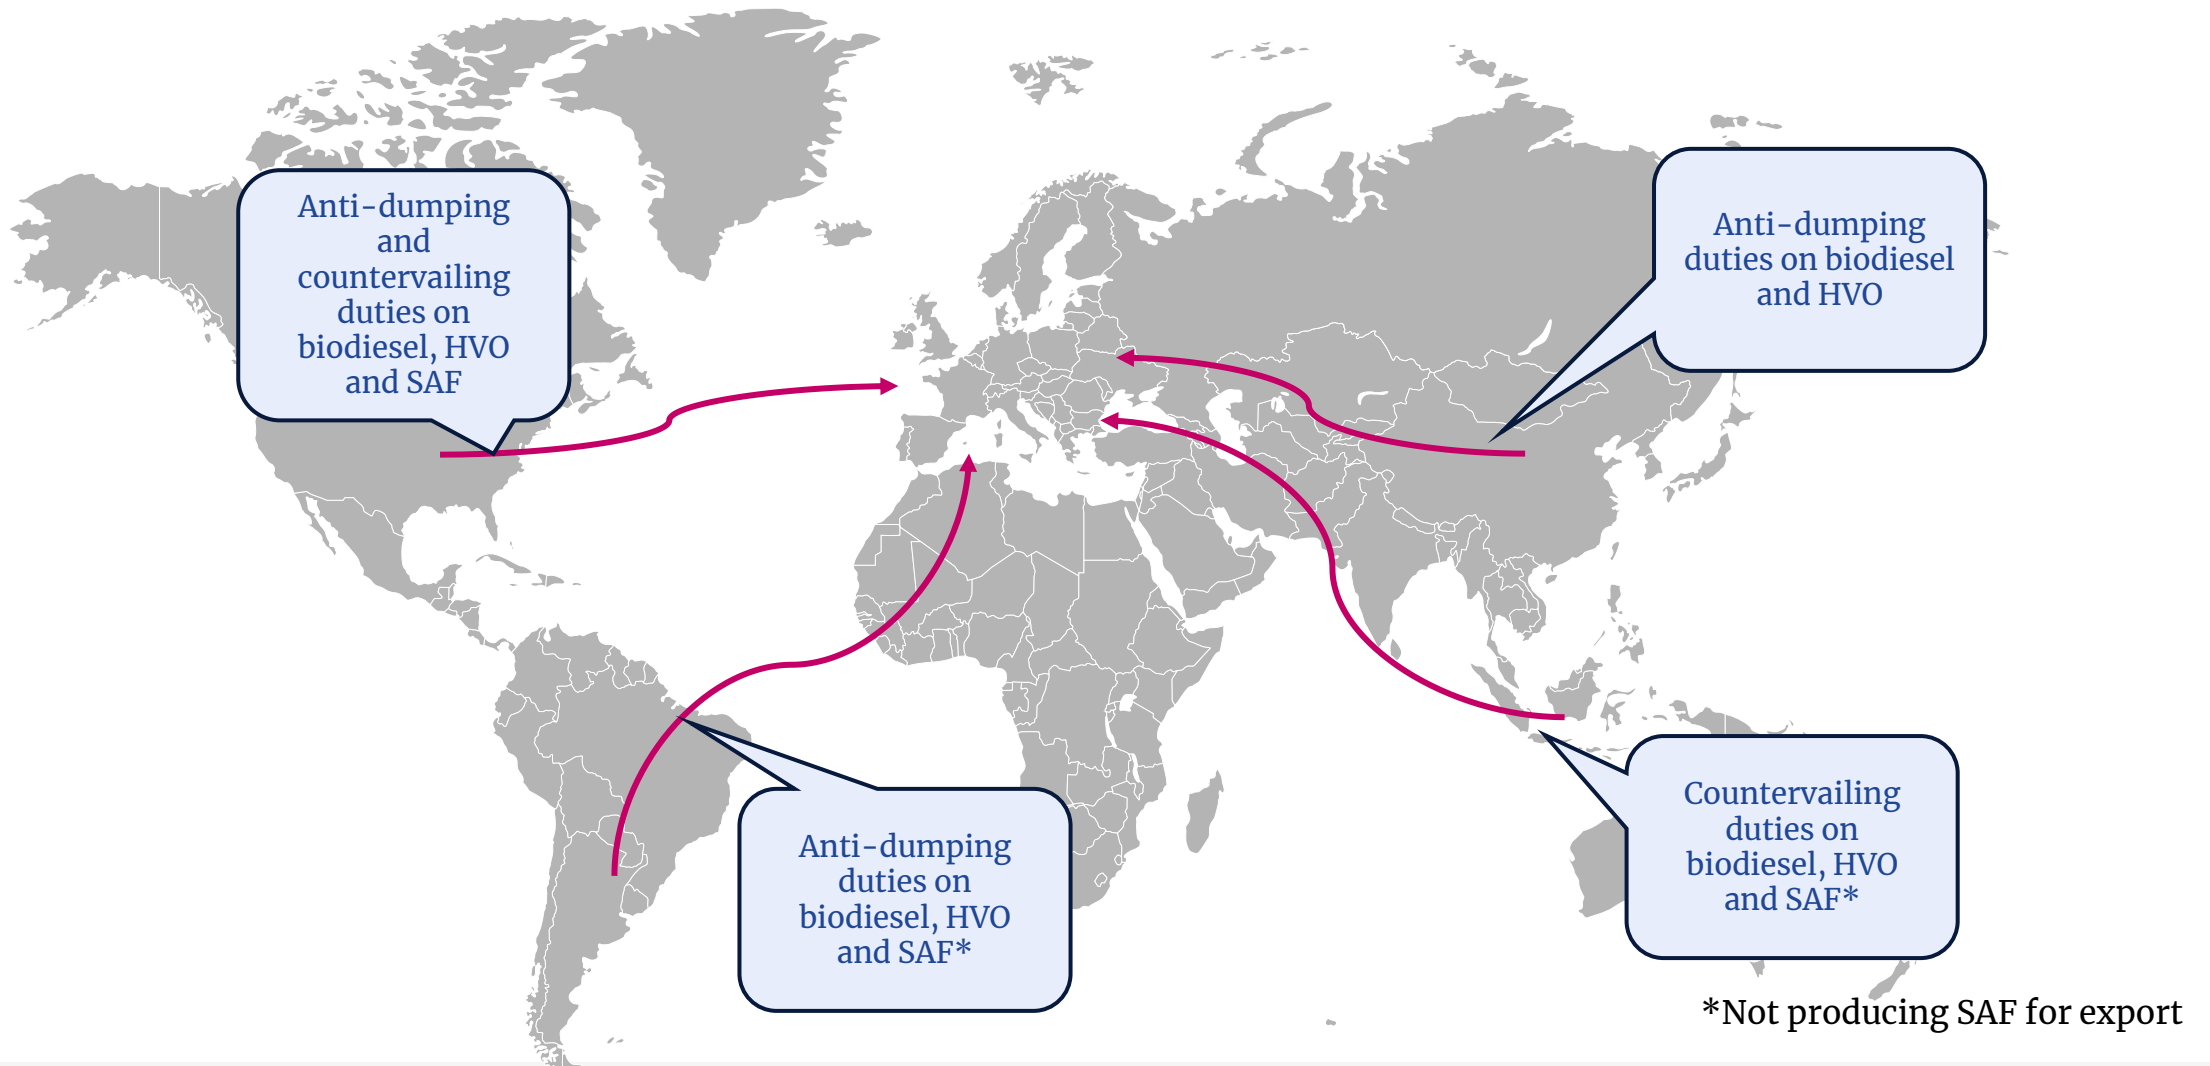 Anti-dumping
and
countervailing
duties on
biodiesel, HVO
and SAF
Anti-dumping
duties on biodiesel
and HVO
Anti-dumping
duties on
biodiesel, HVO
and SAF*
Countervailing
duties on
biodiesel, HVO
and SAF*
*Not producing SAF for export